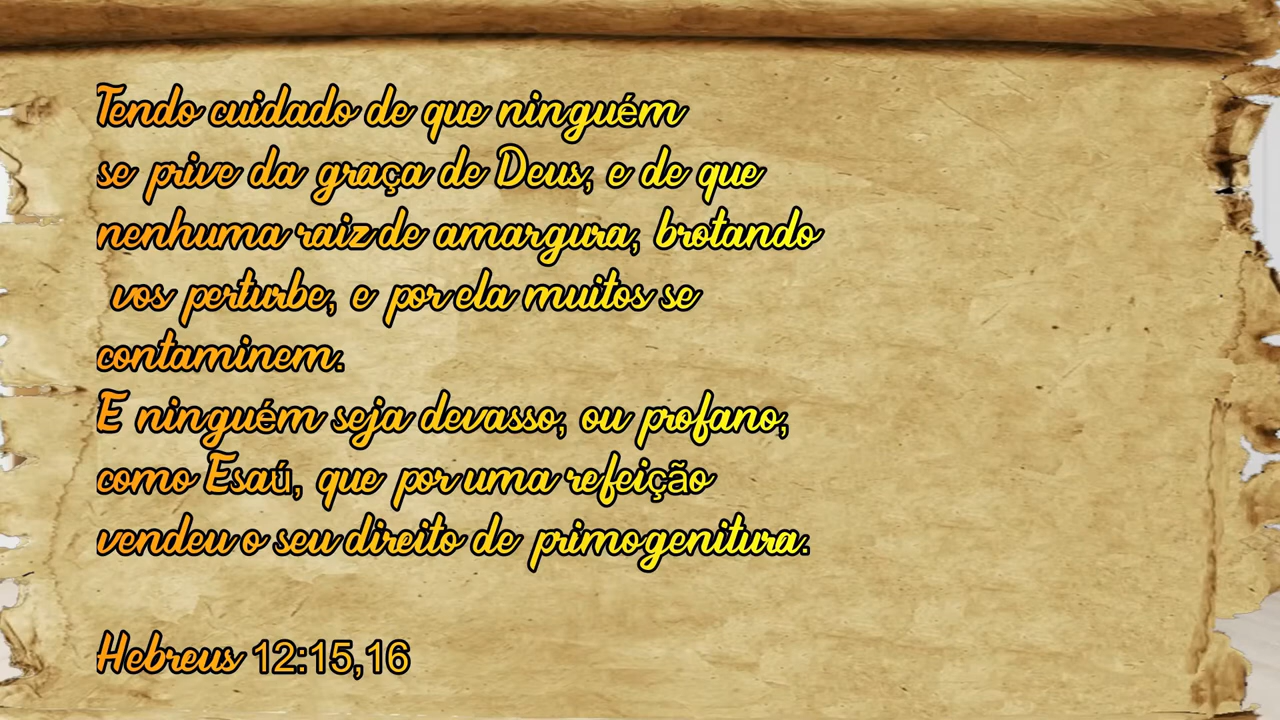 Tendo cuidado de que ninguém
se prive da graça de Deus, e de que
nenhuma raiz de amargura, brotando
vos perturbe, e por ela muitos se
contaminem.
E ninguém seja devasso, ou profano,
como Esaú, que por uma refeição
vendeu o seu direito de primogenitura.
Hebreus 12:15,16